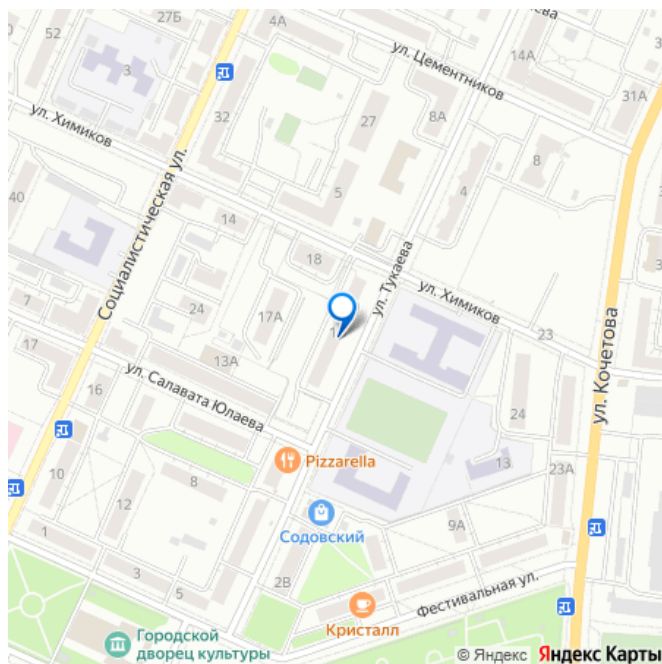 27Б
4А
52
3
ул. Цементников
14А
31А
ул. Химиков
32
27
8А
8
5
4
Социалистическая ул.
40
14
18
ул. Тукаева
ул. Химиков
24
17А
23
7
13А
17
ул. Салавата Юлаева
ул. Кочетова
16
24
Pizzarella
13
23А
10
8
12
Содовский
9А
1
3
5
2В
Фестивальная ул.
Кристалл
Городской
дворец культуры
© Яндекс Яндекс Карты